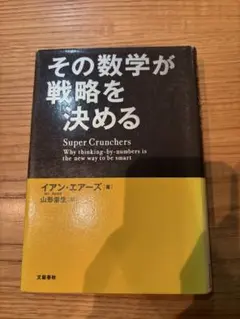 その数学が
戦略を
決める
Super Crunchers
Why thinking-by-numbers is
the new way to be smart
イアン・エアーズ
山形浩生
文藝春秋